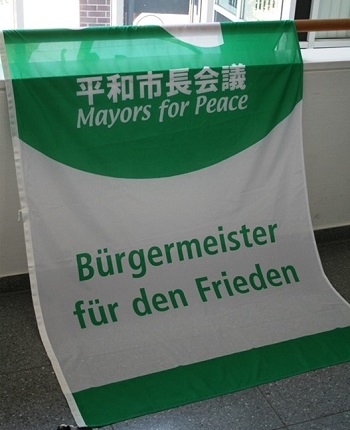 平和市長会議
Mayors for Peace
Bürgermeister
für den Frieden